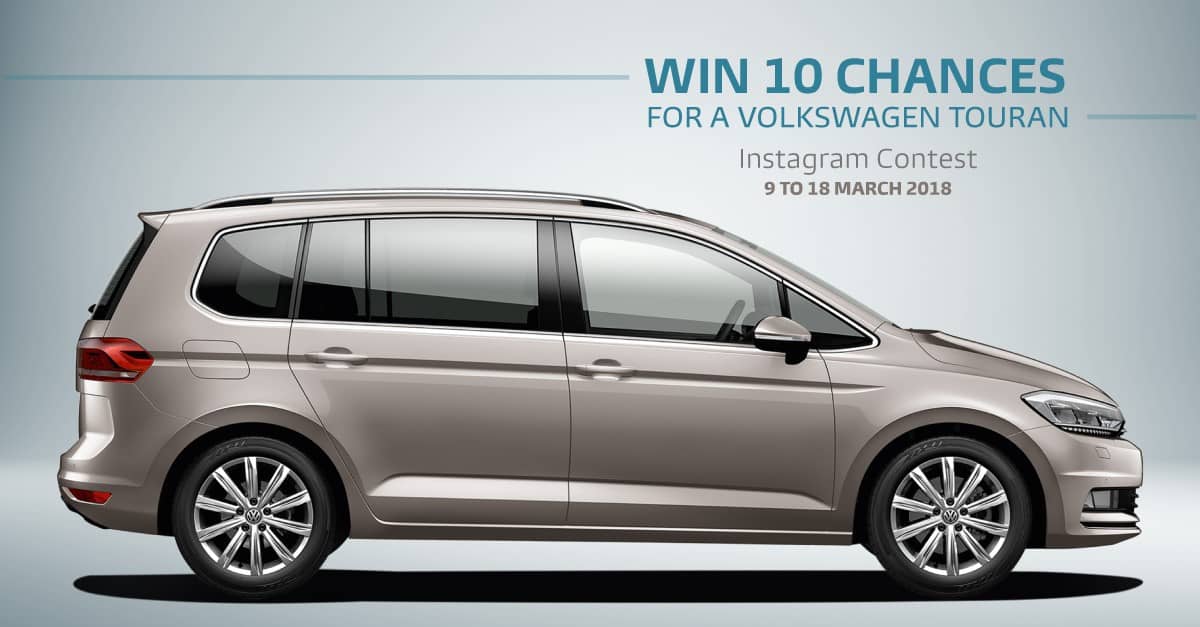 WIN 10 CHANCES
FOR A VOLKSWAGEN TOURAN
Instagram Contest
9 TO 18 MARCH 2018